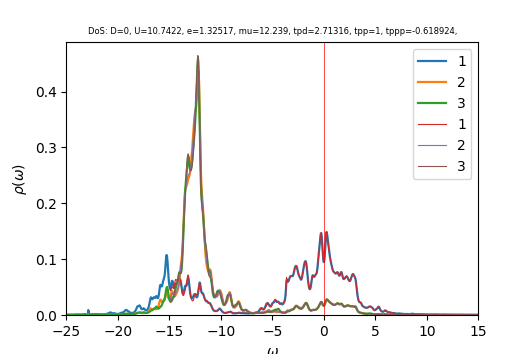 DoS: D=0, U=10.7422, e=1.32517, mu=12.239, tpd=2.71316, tpp=1, tppp=-0.618924,
ρ(ω)
0.4
0.3
0.2
0.1
0.0
1
2
3
1
2
3
−25 −20 −15 −10 −5 0 5 10 15
ω